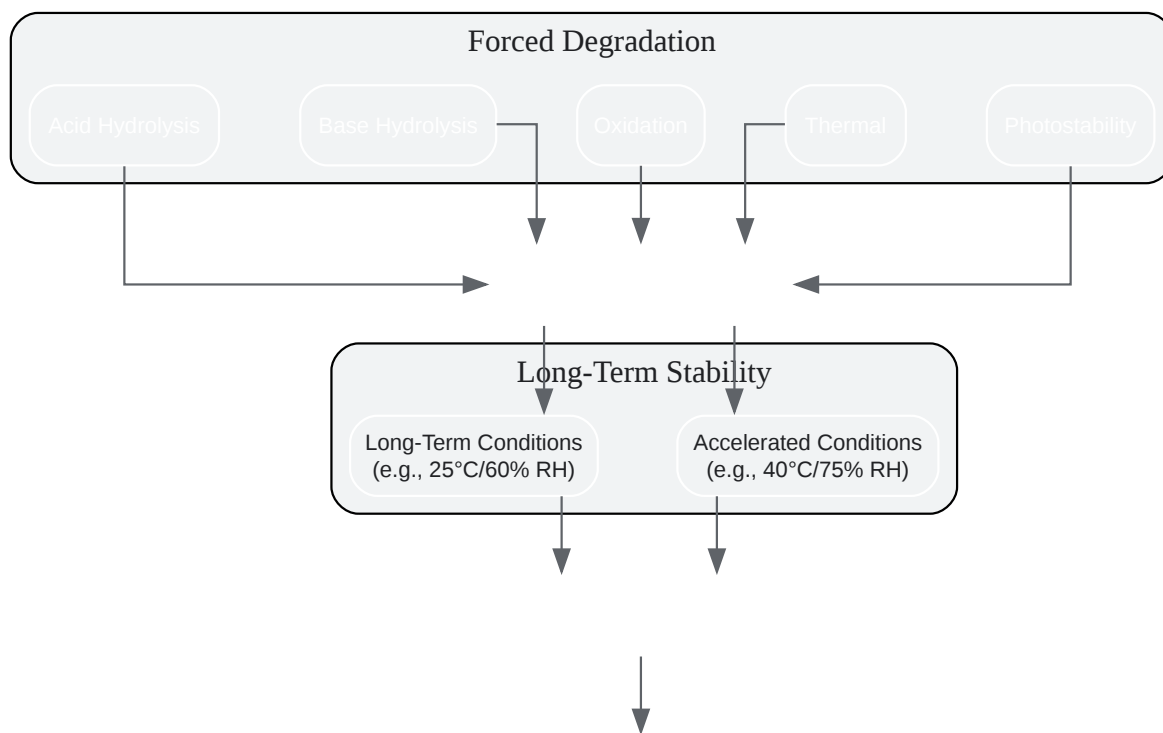 Forced Degradation
Acid Hydrolysis
Base Hydrolysis
Oxidation
Thermal
Photostability
Long-Term Stability
Long-Term Conditions
(e.g., 25°C/60% RH)
Accelerated Conditions
(e.g., 40°C/75% RH)